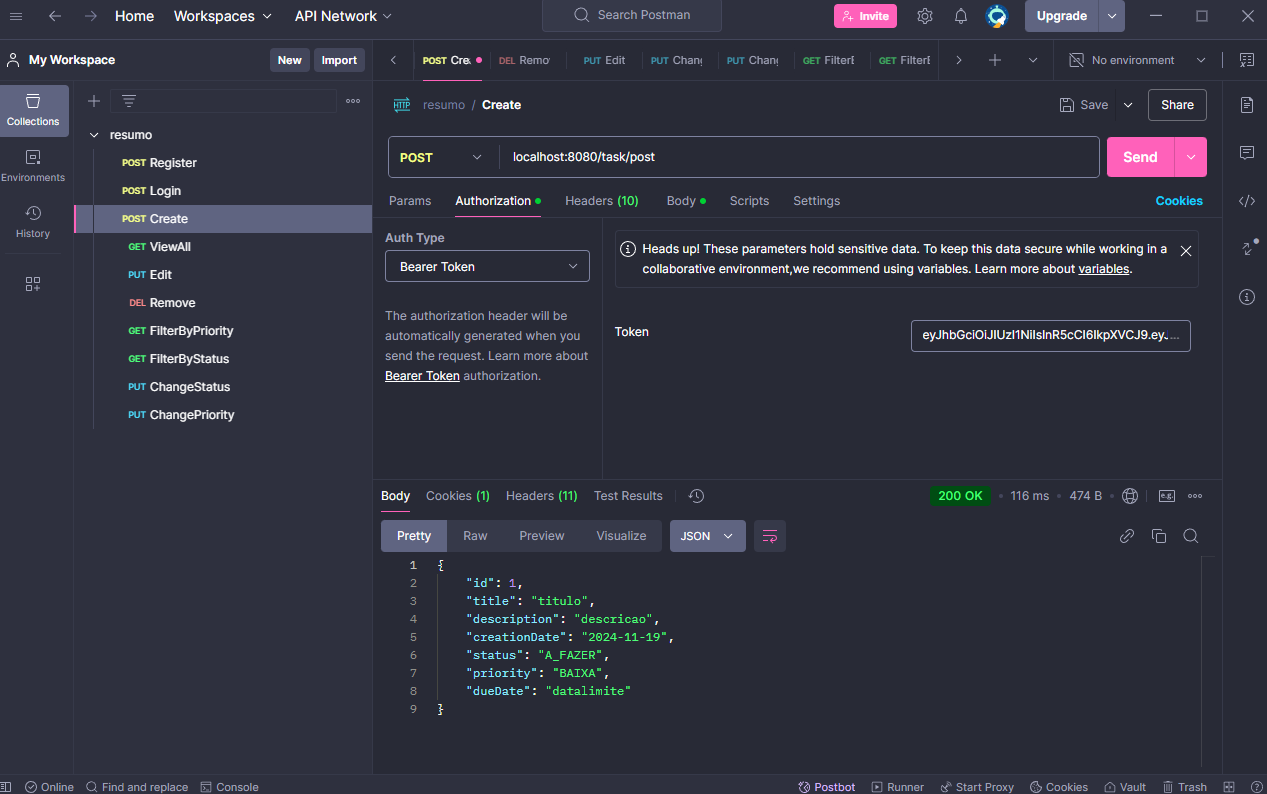 Home Workspaces API Network Search Postman Invite Upgrade
My Workspace New Import
POST Cre DEL Remo PUT Edit PUT Chang PUT Chang GET FilterE GET FilterE No environment
Collections
Environments
History
resumo
POST Register
POST Login
POST Create
GET ViewAll
PUT Edit
DEL Remove
GET FilterByPriority
GET FilterByStatus
PUT ChangeStatus
PUT ChangePriority
HTTP resumo / Create Save Share
POST localhost:8080/task/post Send
Params Authorization Headers (10) Body Scripts Settings Cookies
Auth Type
Bearer Token
The authorization header will be
automatically generated when you
send the request. Learn more about
Bearer Token authorization.
Heads up! These parameters hold sensitive data. To keep this data secure while working in a
collaborative environment,we recommend using variables. Learn more about variables.
Token
Body Cookies (1) Headers (11) Test Results 200 OK • 116 ms • 474 B • e.g.
Pretty Raw Preview Visualize JSON
1 {
2 "id": 1,
3 "title": "titulo",
4 "description": "descricao",
5 "creationDate": "2024-11-19",
6 "status": "A_FAZER",
7 "priority": "BAIXA",
8 "dueDate": "datalimite"
9 }
Online Find and replace Console Postbot Runner Start Proxy Cookies Vault Trash